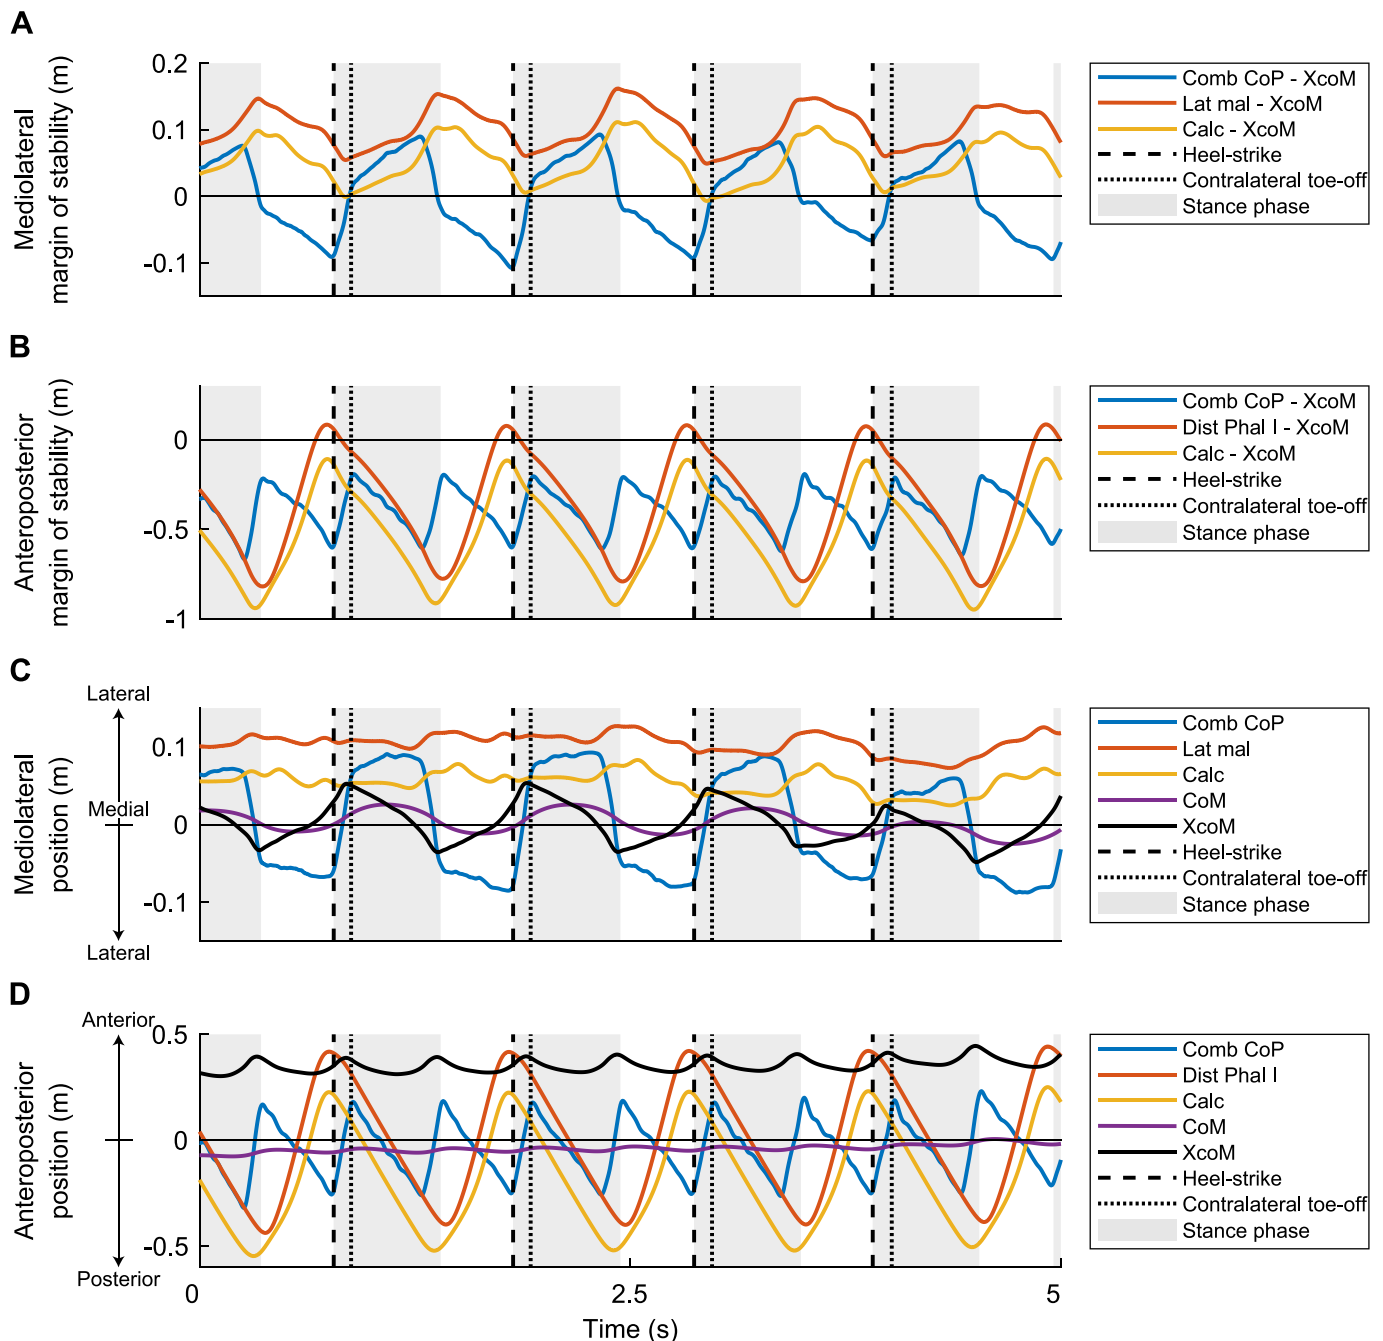 A
Mediolateral
margin of stability (m)
0.2
0.1
0
-0.1
Comb CoP - XcoM
Lat mal - XcoM
Calc - XcoM
Heel-strike
Contralateral toe-off
Stance phase
B
Anteroposterior
margin of stability (m)
0
-0.5
-1
Comb CoP - XcoM
Dist Phal I - XcoM
Calc - XcoM
Heel-strike
Contralateral toe-off
Stance phase
C
Mediolateral
position (m)
Lateral
Medial
Lateral
0.1
0
-0.1
Comb CoP
Lat mal
Calc
CoM
XcoM
Heel-strike
Contralateral toe-off
Stance phase
D
Anteroposterior
position (m)
Anterior
Posterior
0.5
0
-0.5
Comb CoP
Dist Phal I
Calc
CoM
XcoM
Heel-strike
Contralateral toe-off
Stance phase
0
2.5
5
Time (s)